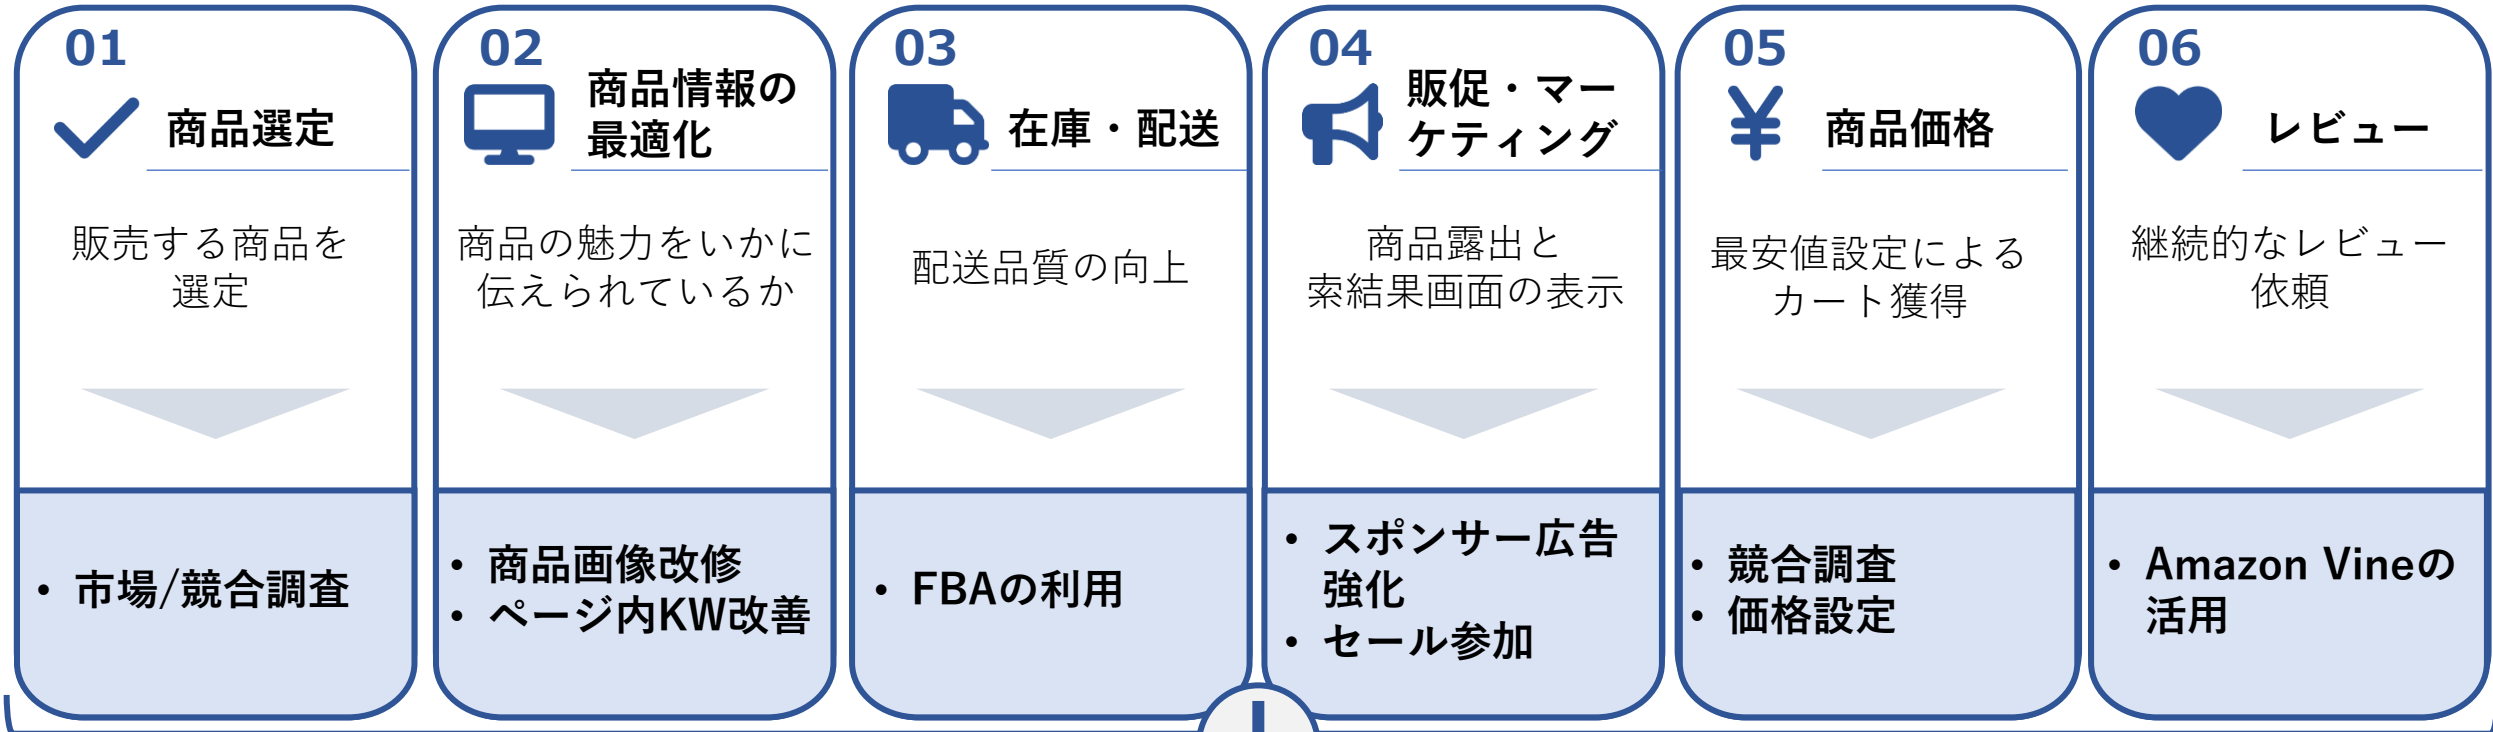 01
商品選定
販売する商品を
選定
• 市場/競合調査
02
商品情報の
最適化
商品の魅力をいかに
伝えられているか
• 商品画像改修
• ページ内KW改善
03
在庫・配送
配送品質の向上
• FBAの利用
04
販促・マー
ケティング
商品露出と
検索結果画面の表示
• スポンサー広告
強化
• セール参加
05
商品価格
最安値設定による
カート獲得
• 競合調査
• 価格調整
06
レビュー
継続的なレビュー
依頼
• Amazon Vineの
活用